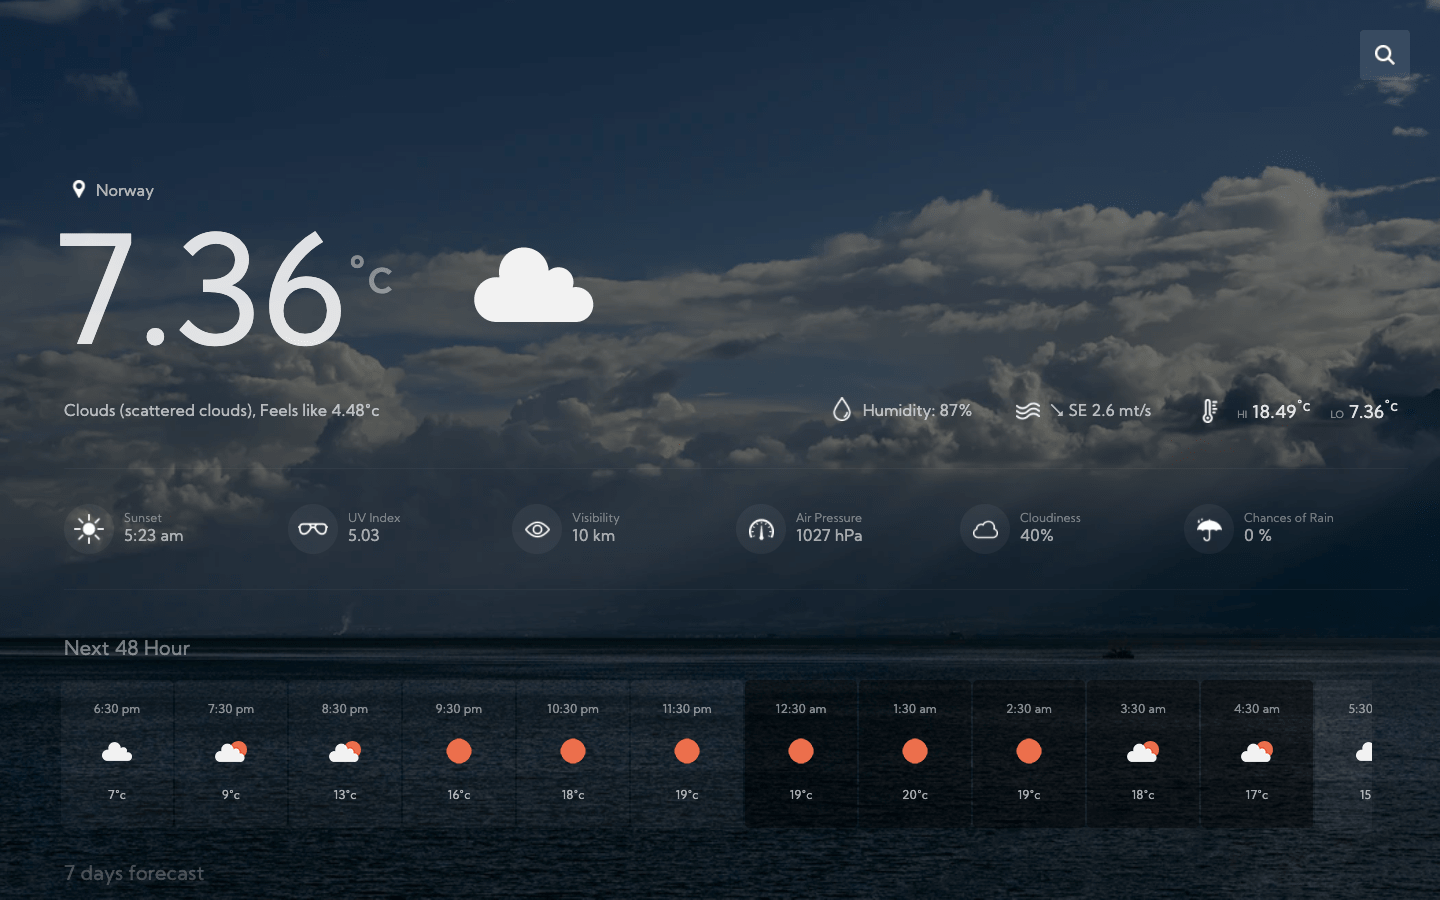 Norway
7.36°c
Clouds (scattered clouds), Feels like 4.48°c
Humidity: 87%
↘ SE 2.6 mt/s
HI 18.49°c LO 7.36°c
Sunset
5:23 am
UV Index
5.03
Visibility
10 km
Air Pressure
1027 hPa
Cloudiness
40%
Chances of Rain
0 %
Next 48 Hour
6:30 pm 7:30 pm 8:30 pm 9:30 pm 10:30 pm 11:30 pm 12:30 am 1:30 am 2:30 am 3:30 am 4:30 am 5:30
7°c 9°c 13°c 16°c 18°c 19°c 19°c 20°c 19°c 18°c 17°c 15
7 days forecast